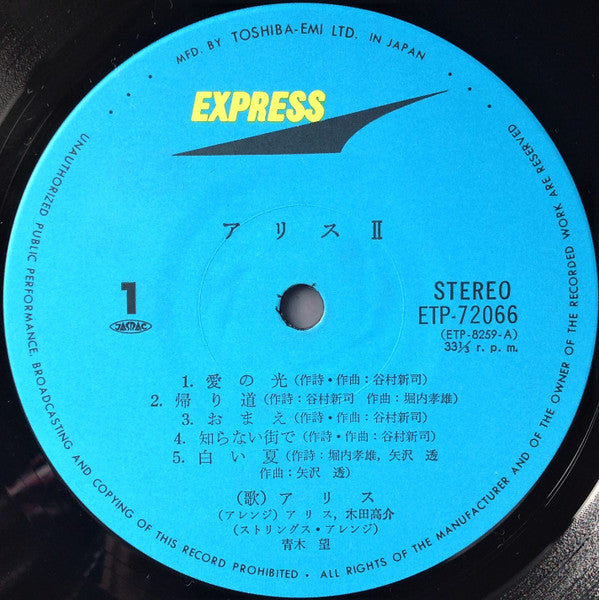 MFD. BY TOSHIBA-EMI LTD. IN JAPAN
EXPRESS
アリスII
1
JASRAC
STEREO
ETP-72066
(ETP-8259-A)
33⅓ r. p. m.
1. 愛の光 (作詩・作曲:谷村新司)
2. 帰り道 (作詩:谷村新司 作曲:堀内孝雄)
3. おまえ (作詩・作曲:谷村新司)
4. 知らない街で (作詩・作曲:谷村新司)
5. 白い夏 (作詩:堀内孝雄, 矢沢 透
作曲:矢沢 透)
(歌) アリス
(アレンジ) アリス, 木田高介
(ストリングス・アレンジ)
青木 望
UNAUTHORIZED PUBLIC PERFORMANCE, BROADCASTING AND COPYING OF THIS RECORD PROHIBITED • ALL RIGHTS OF THE MANUFACTURER AND OF THE OWNER OF THE RECORDED WORK ARE RESERVED